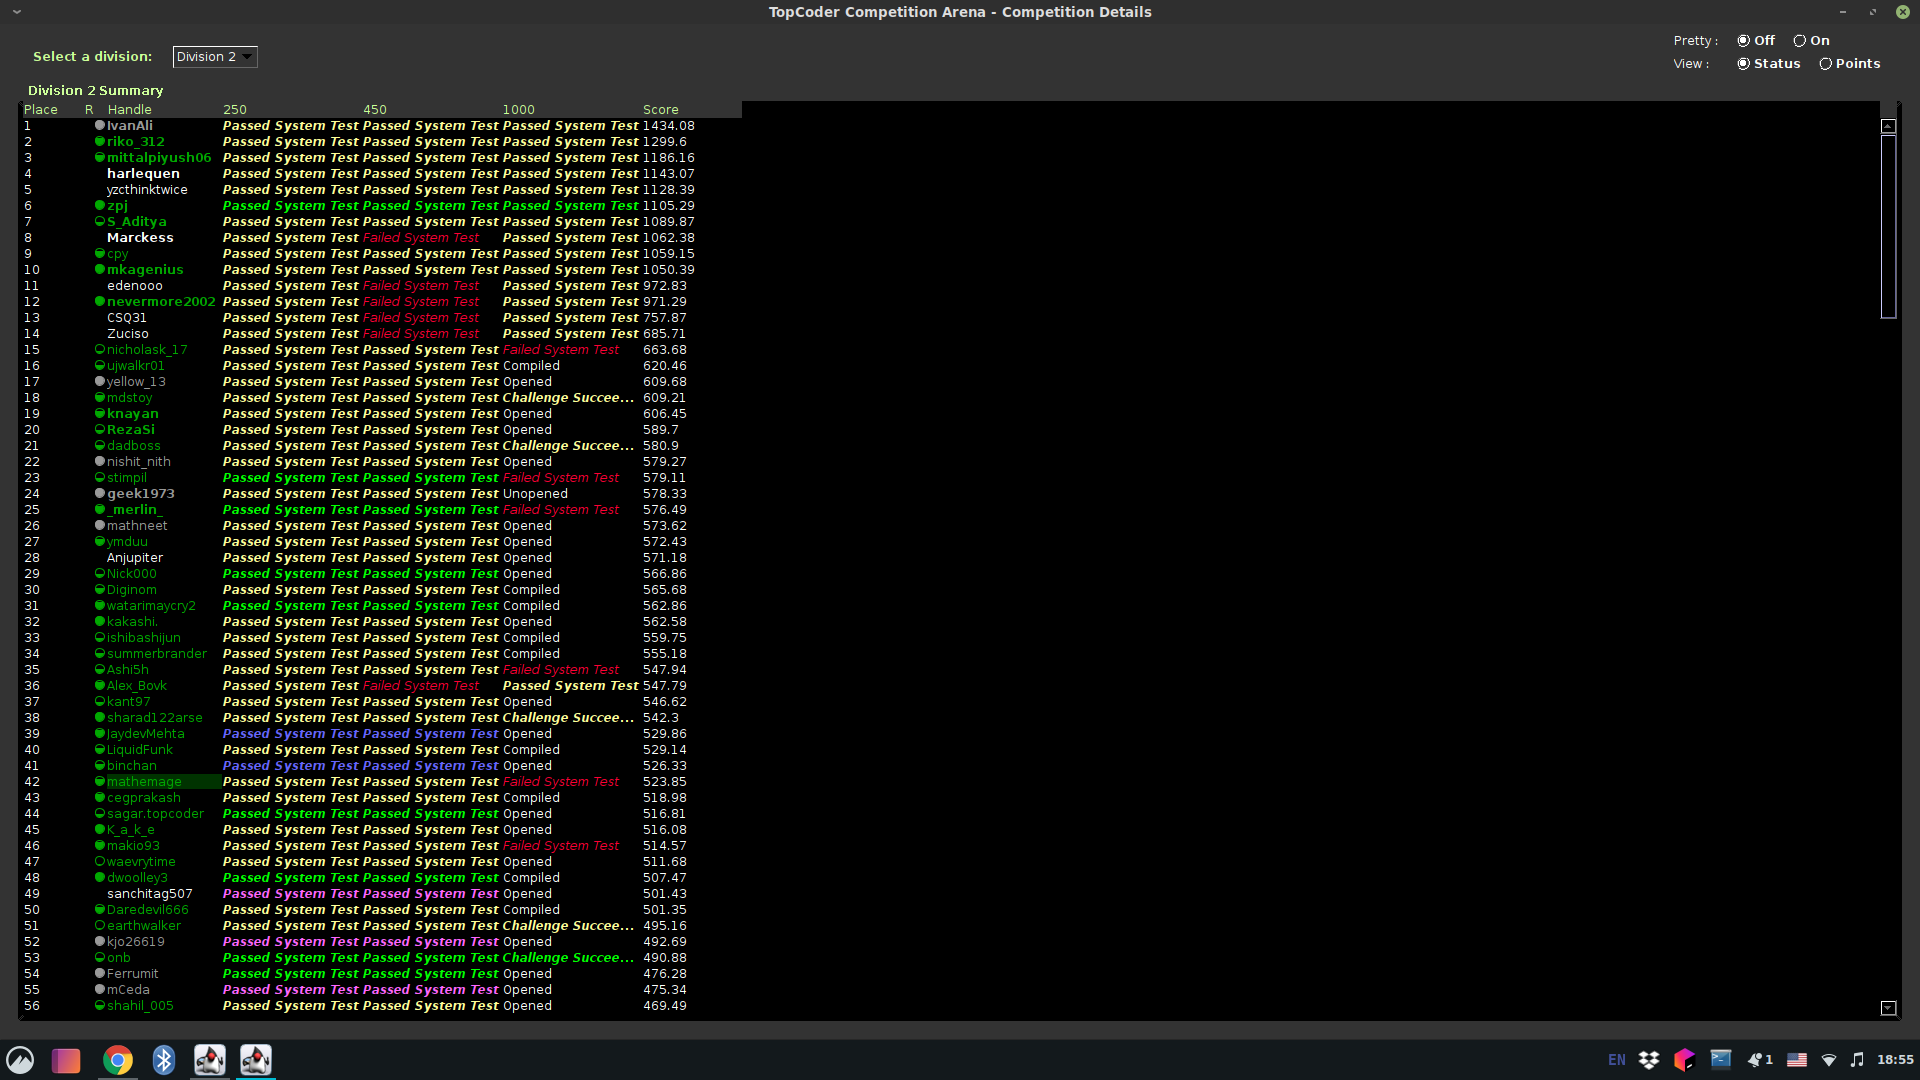 TopCoder Competition Arena - Competition Details
Pretty : Off On
Select a division: Division 2
View : Status Points
Division 2 Summary
Place R Handle 250 450 1000 Score
1 IvanAli Passed System Test Passed System Test Passed System Test 1434.08
2 riko_312 Passed System Test Passed System Test Passed System Test 1299.6
3 mittalpiyush06 Passed System Test Passed System Test Passed System Test 1186.16
4 harlequen Passed System Test Passed System Test Passed System Test 1143.07
5 yzcthinktwice Passed System Test Passed System Test Passed System Test 1128.39
6 zpj Passed System Test Passed System Test Passed System Test 1105.29
7 S_Aditya Passed System Test Passed System Test Passed System Test 1089.87
8 Marckess Passed System Test Failed System Test Passed System Test 1062.38
9 cpy Passed System Test Passed System Test Passed System Test 1059.15
10 mkagenius Passed System Test Passed System Test Passed System Test 1050.39
11 edenooo Passed System Test Failed System Test Passed System Test 972.83
12 nevermore2002 Passed System Test Failed System Test Passed System Test 971.29
13 CSQ31 Passed System Test Failed System Test Passed System Test 757.87
14 Zuciso Passed System Test Failed System Test Passed System Test 685.71
15 nicholask_17 Passed System Test Passed System Test Failed System Test 663.68
16 ujwalkr01 Passed System Test Passed System Test Compiled 620.46
17 yellow_13 Passed System Test Passed System Test Opened 609.68
18 mdstoy Passed System Test Passed System Test Challenge Succee... 609.21
19 knayan Passed System Test Passed System Test Opened 606.45
20 RezaSi Passed System Test Passed System Test Opened 589.7
21 dadboss Passed System Test Passed System Test Challenge Succee... 580.9
22 nishit_nith Passed System Test Passed System Test Opened 579.27
23 stimpil Passed System Test Passed System Test Failed System Test 579.11
24 geek1973 Passed System Test Passed System Test Unopened 578.33
25 _merlin_ Passed System Test Passed System Test Failed System Test 576.49
26 mathneet Passed System Test Passed System Test Opened 573.62
27 ymduu Passed System Test Passed System Test Opened 572.43
28 Anjupiter Passed System Test Passed System Test Opened 571.18
29 Nick000 Passed System Test Passed System Test Opened 566.86
30 Diginom Passed System Test Passed System Test Compiled 565.68
31 watarimaycry2 Passed System Test Passed System Test Compiled 562.86
32 kakashi. Passed System Test Passed System Test Opened 562.58
33 ishibashijun Passed System Test Passed System Test Compiled 559.75
34 summerbrander Passed System Test Passed System Test Compiled 555.18
35 Ashi5h Passed System Test Passed System Test Failed System Test 547.94
36 Alex_Bovk Passed System Test Failed System Test Passed System Test 547.79
37 kant97 Passed System Test Passed System Test Opened 546.62
38 sharad122arse Passed System Test Passed System Test Challenge Succee... 542.3
39 JaydevMehta Passed System Test Passed System Test Opened 529.86
40 LiquidFunk Passed System Test Passed System Test Compiled 529.14
41 binchan Passed System Test Passed System Test Opened 526.33
42 mathemage Passed System Test Passed System Test Failed System Test 523.85
43 cegprakash Passed System Test Passed System Test Compiled 518.98
44 sagar.topcoder Passed System Test Passed System Test Opened 516.81
45 K_a_k_e Passed System Test Passed System Test Opened 516.08
46 makio93 Passed System Test Passed System Test Failed System Test 514.57
47 waevrytime Passed System Test Passed System Test Opened 511.68
48 dwoolley3 Passed System Test Passed System Test Compiled 507.47
49 sanchitag507 Passed System Test Passed System Test Opened 501.43
50 Daredevil666 Passed System Test Passed System Test Compiled 501.35
51 earthwalker Passed System Test Passed System Test Challenge Succee... 495.16
52 kjo26619 Passed System Test Passed System Test Opened 492.69
53 onb Passed System Test Passed System Test Challenge Succee... 490.88
54 Ferrumit Passed System Test Passed System Test Opened 476.28
55 mCeda Passed System Test Passed System Test Opened 475.34
56 shahil_005 Passed System Test Passed System Test Opened 469.49
EN 1 18:55